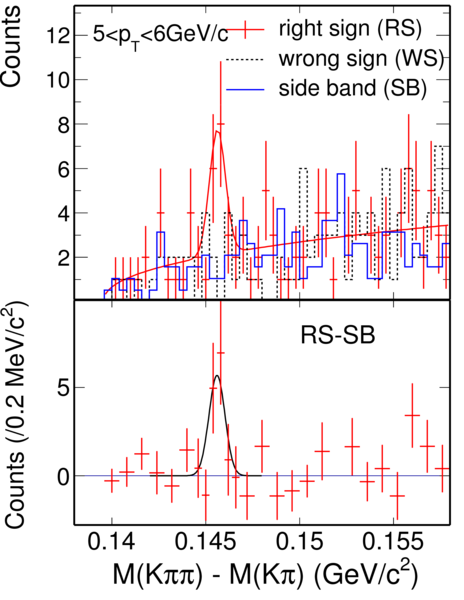 Counts
5<p_T<6GeV/c
right sign (RS)
wrong sign (WS)
side band (SB)
12
10
8
6
4
2
Counts (/0.2 MeV/c²)
RS-SB
5
0
0.14 0.145 0.15 0.155
M(Kππ) - M(Kπ) (GeV/c²)